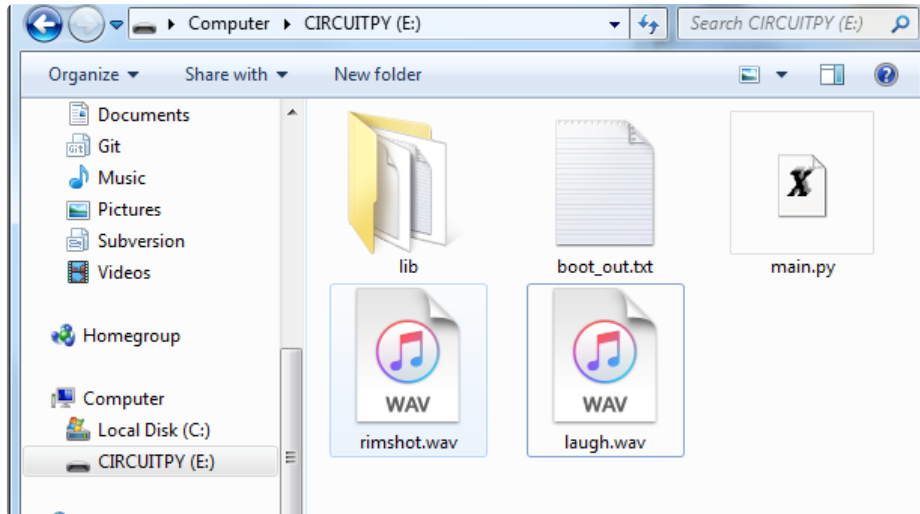 Computer ▸ CIRCUITPY (E:)
Search CIRCUITPY (E:)
Organize
Share with
New folder
Documents
Git
Music
Pictures
Subversion
Videos
Homegroup
Computer
Local Disk (C:)
CIRCUITPY (E:)
lib
boot_out.txt
X
main.py
WAV
WAV
rimshot.wav
laugh.wav